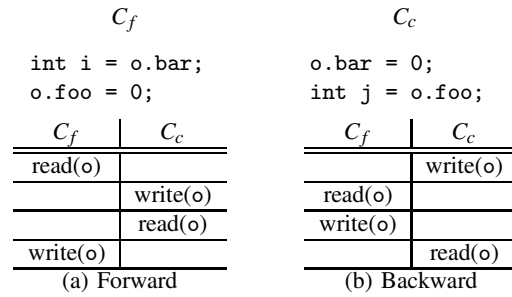 C_f C_c
int i = o.bar; o.bar = 0;
o.foo = 0; int j = o.foo;
C_f C_c C_f C_c
read(o) write(o)
write(o) read(o)
read(o) write(o)
write(o) read(o)
(a) Forward (b) Backward